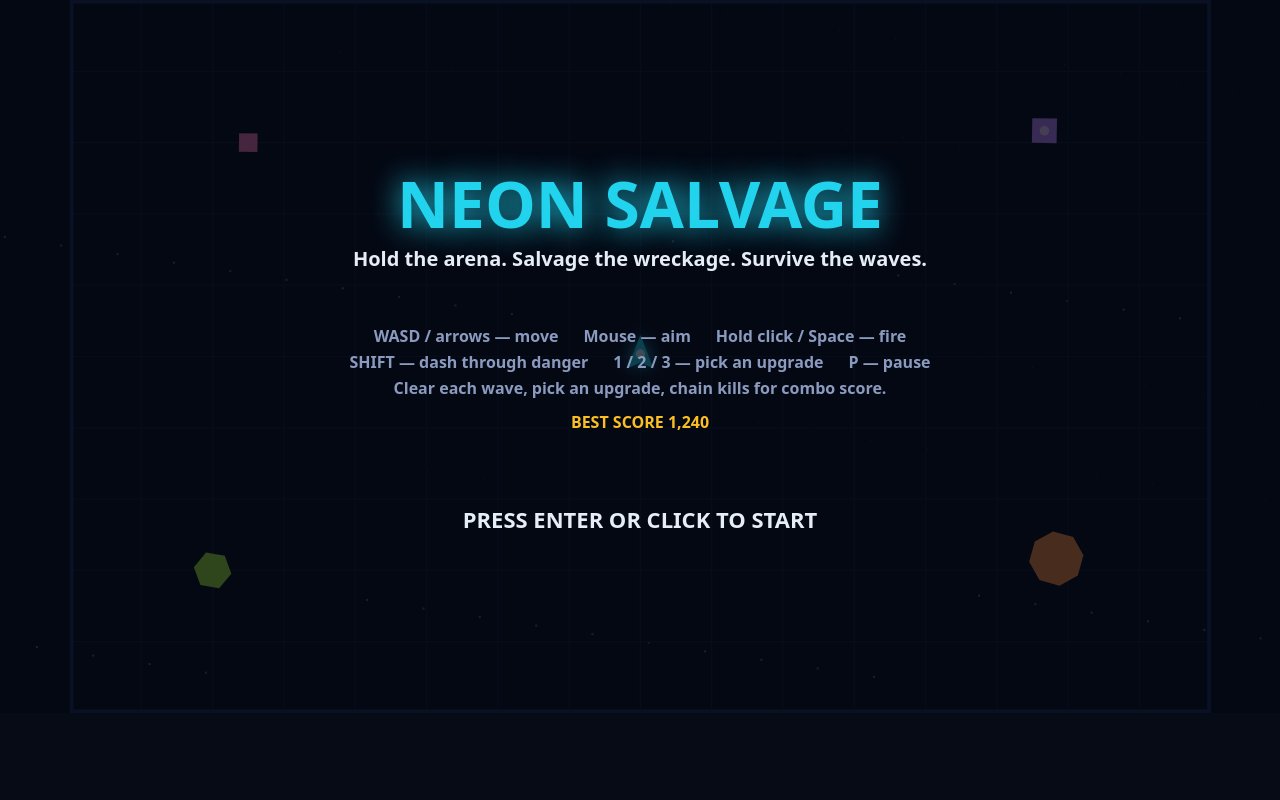 NEON SALVAGE
Hold the arena. Salvage the wreckage. Survive the waves.
WASD / arrows — move Mouse — aim Hold click / Space — fire
SHIFT — dash through danger 1 / 2 / 3 — pick an upgrade P — pause
Clear each wave, pick an upgrade, chain kills for combo score.
BEST SCORE 1,240
PRESS ENTER OR CLICK TO START